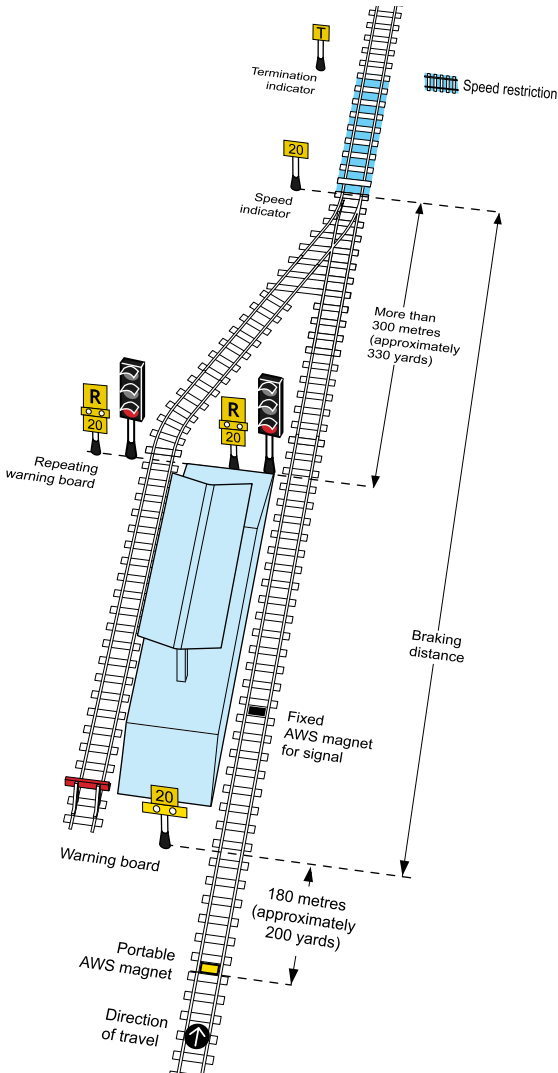 T
Termination
indicator
Speed restriction
20
Speed
indicator
More than
300 metres
(approximately
330 yards)
R
20
R
20
Repeating
warning board
Braking
distance
Fixed
AWS magnet
for signal
20
Warning board
180 metres
(approximately
200 yards)
Portable
AWS magnet
Direction
of travel